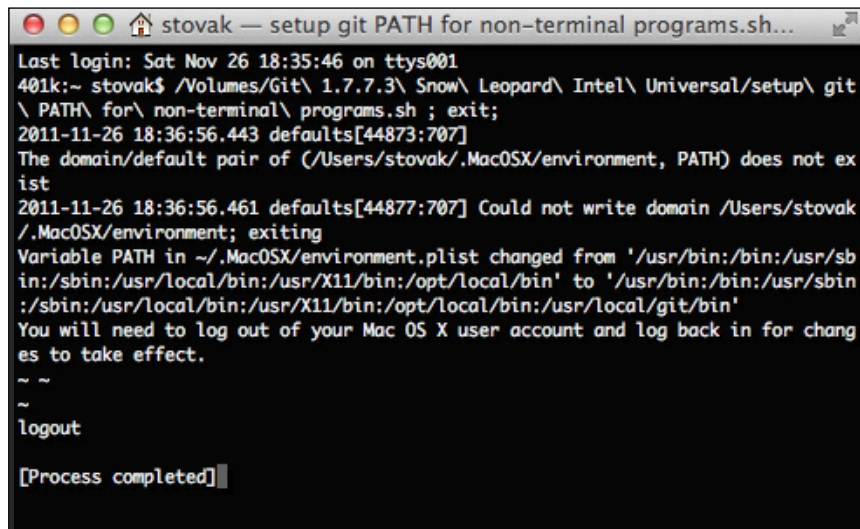 stovak — setup git PATH for non-terminal programs.sh...
Last login: Sat Nov 26 18:35:46 on ttys001
401k:~ stovak$ /Volumes/Git\ 1.7.7.3\ Snow\ Leopard\ Intel\ Universal/setup\ git
\ PATH\ for\ non-terminal\ programs.sh ; exit;
2011-11-26 18:36:56.443 defaults[44873:707]
The domain/default pair of (/Users/stovak/.MacOSX/environment, PATH) does not ex
ist
2011-11-26 18:36:56.461 defaults[44877:707] Could not write domain /Users/stovak
/.MacOSX/environment; exiting
Variable PATH in ~/.MacOSX/environment.plist changed from '/usr/bin:/bin:/usr/sb
in:/sbin:/usr/local/bin:/usr/X11/bin:/opt/local/bin' to '/usr/bin:/bin:/usr/sbin
:/sbin:/usr/local/bin:/usr/X11/bin:/opt/local/bin:/usr/local/git/bin'
You will need to log out of your Mac OS X user account and log back in for chang
es to take effect.
~ ~
~
logout
[Process completed]